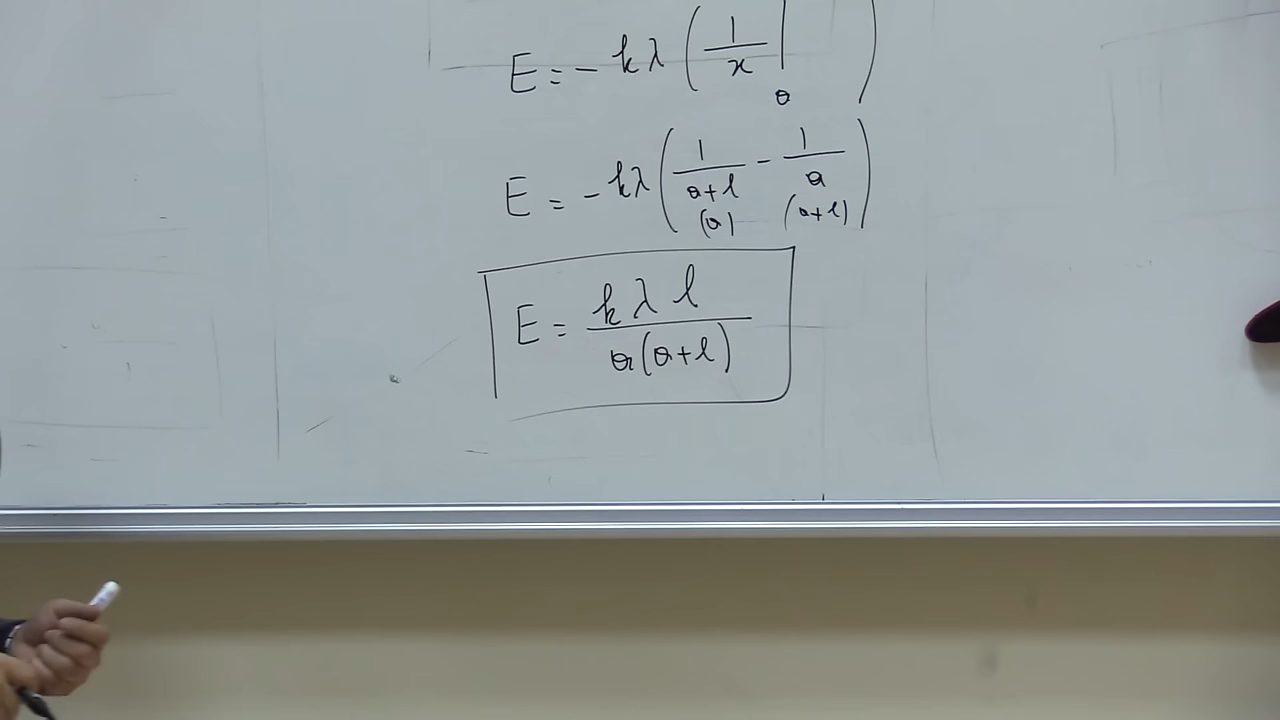 E = - kλ ( 1/x | a )
E = - kλ ( 1/(a+l) - 1/a )
(a) (a+l)
E = kλl / a(a+l)